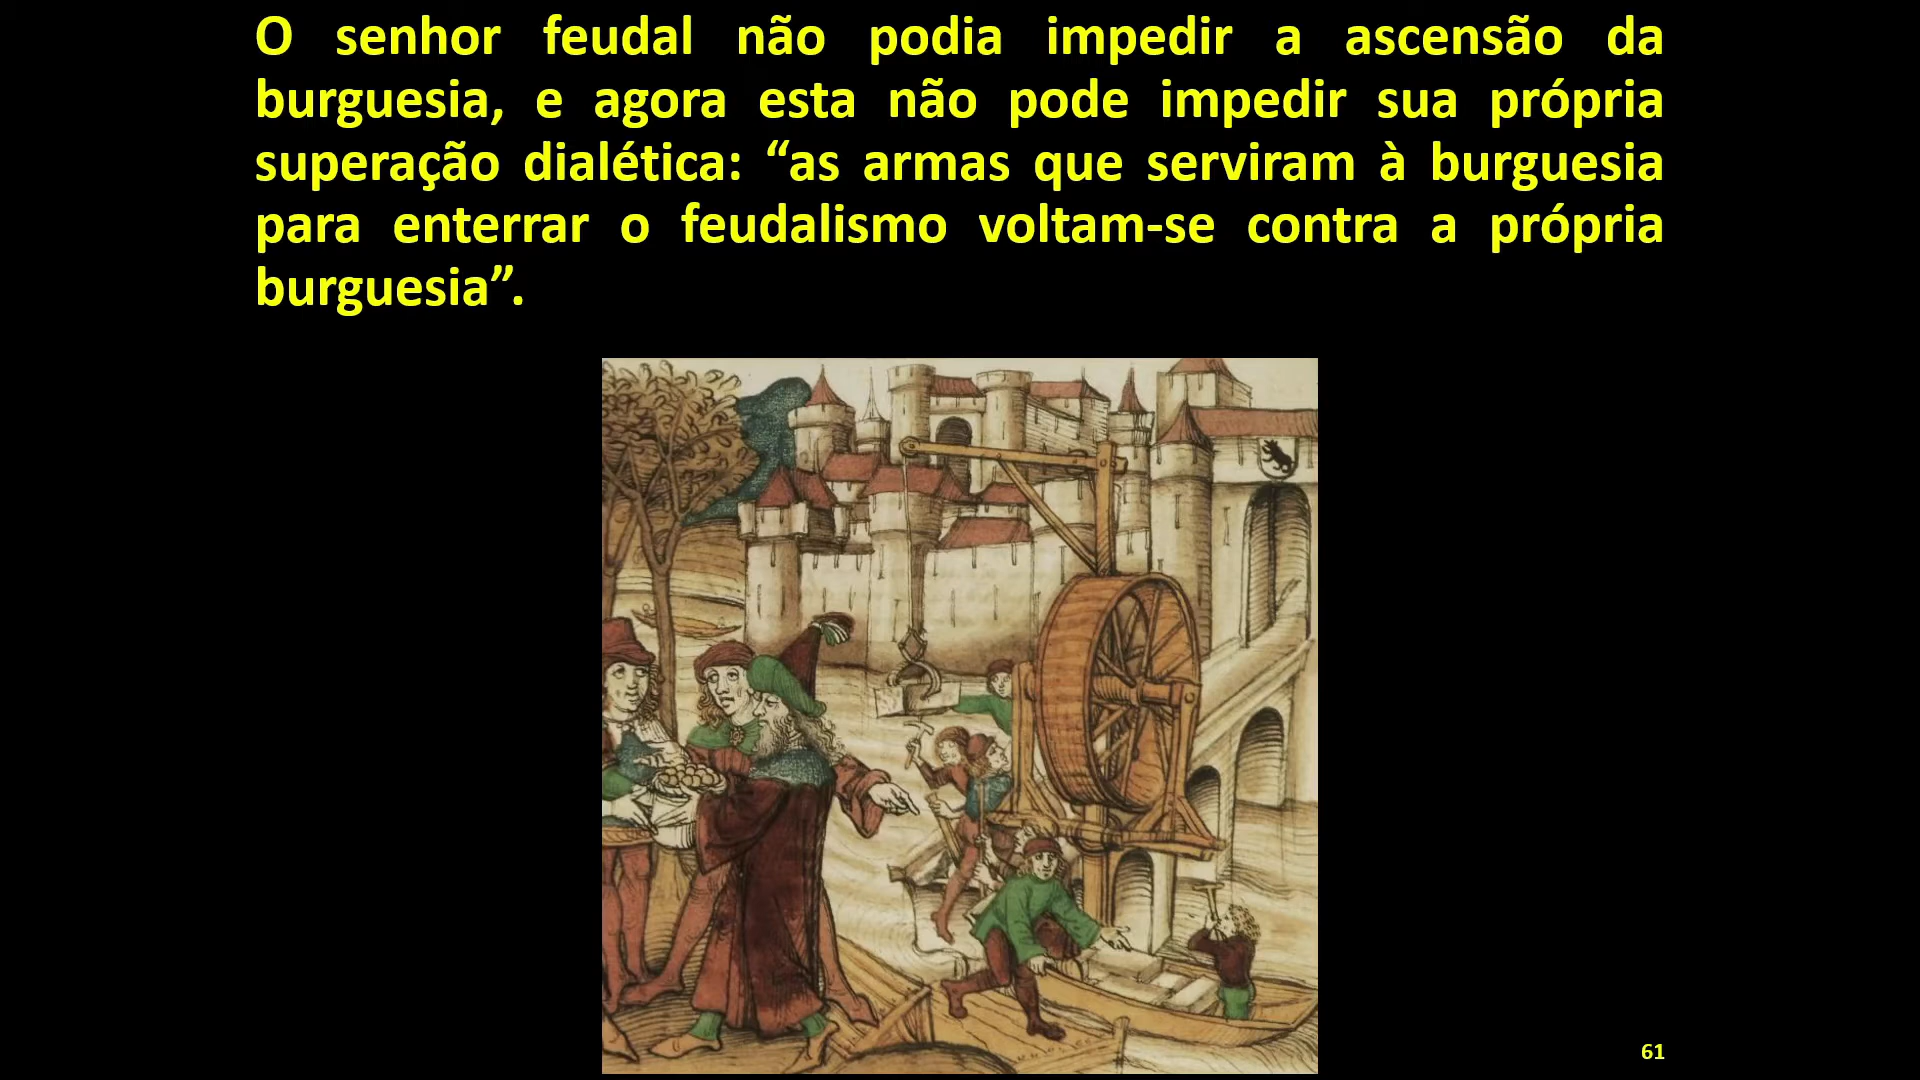 O senhor feudal não podia impedir a ascensão da
burguesia, e agora esta não pode impedir sua própria
superação dialética: “as armas que serviram à burguesia
para enterrar o feudalismo voltam-se contra a própria
burguesia”.
61